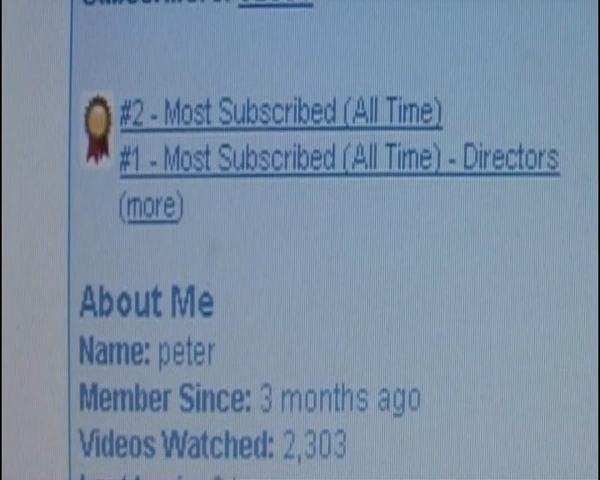 #2 - Most Subscribed (All Time)
#1 - Most Subscribed (All Time) - Directors
(more)
About Me
Name: peter
Member Since: 3 months ago
Videos Watched: 2,303